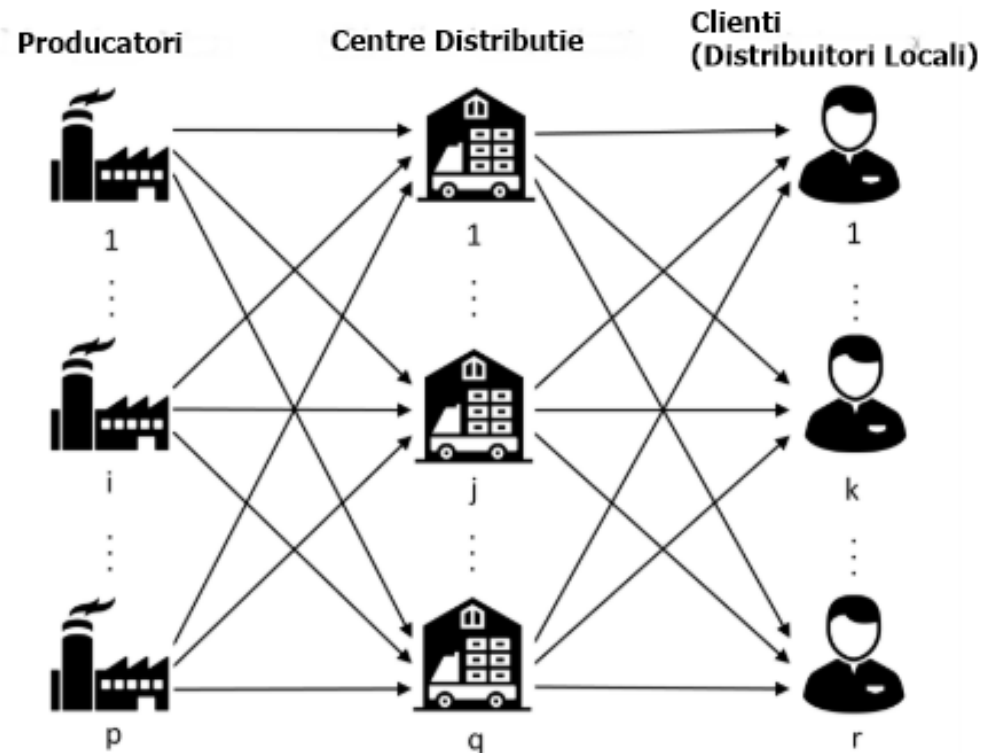 Producatori
Centre Distributie
Clienti
(Distribuitori Locali)
1
1
1
i
j
k
p
q
r